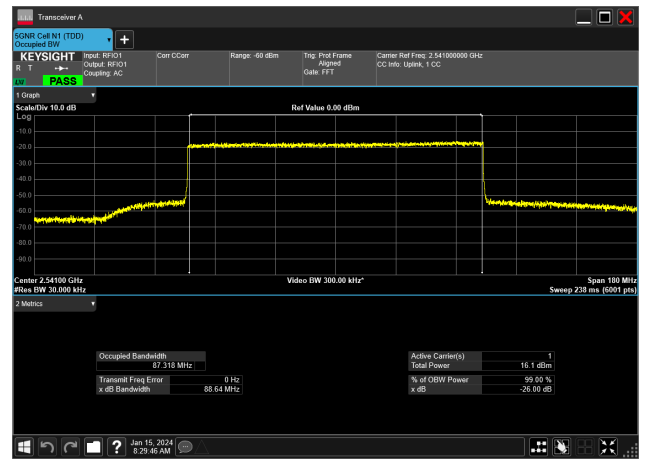 Transceiver A
5GNR Cell N1 (TDD)
Occupied BW
KEYSIGHT
R T
LW PASS
Input: RFIO1
Output: RFIO1
Coupling: AC
Corr CCorr
Range: -60 dBm
Trig: Prot Frame
Aligned
Gate: FFT
Carrier Ref Freq: 2.541000000 GHz
CC Info: Uplink, 1 CC
1 Graph
Scale/Div 10.0 dB
Ref Value 0.00 dBm
Log
-10.0
-20.0
-30.0
-40.0
-50.0
-60.0
-70.0
-80.0
-90.0
Center 2.54100 GHz
Video BW 300.00 kHz*
Span 180 MHz
#Res BW 30.000 kHz
Sweep 238 ms (6001 pts)
2 Metrics
Occupied Bandwidth
87.318 MHz
Transmit Freq Error 0 Hz
x dB Bandwidth 88.64 MHz
Active Carrier(s) 1
Total Power 16.1 dBm
% of OBW Power 99.00 %
x dB -26.00 dB
?
Jan 15, 2024
8:29:46 AM